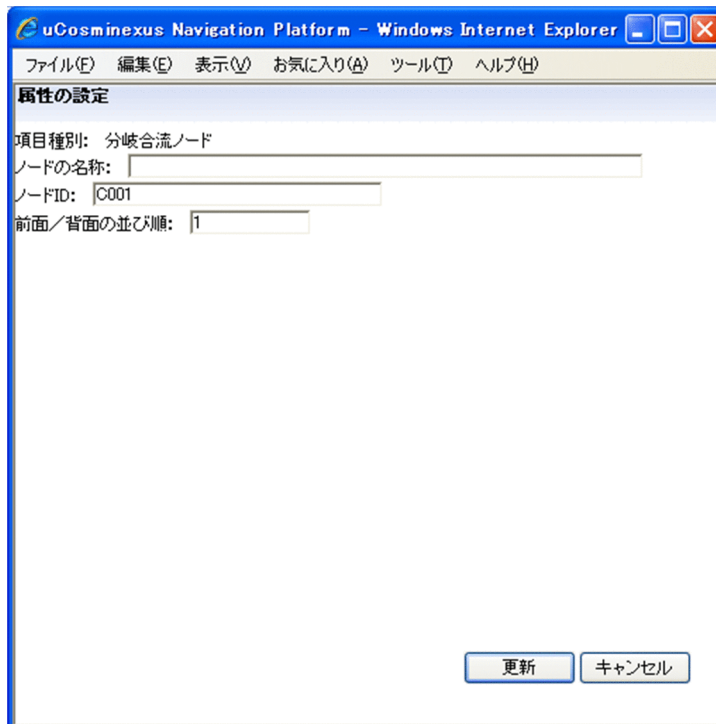 uCosminexus Navigation Platform - Windows Internet Explorer
ファイル(F) 編集(E) 表示(V) お気に入り(A) ツール(T) ヘルプ(H)
属性の設定
項目種別: 分岐合流ノード
ノードの名称:
ノードID: C001
前面／背面の並び順: 1
更新 キャンセル